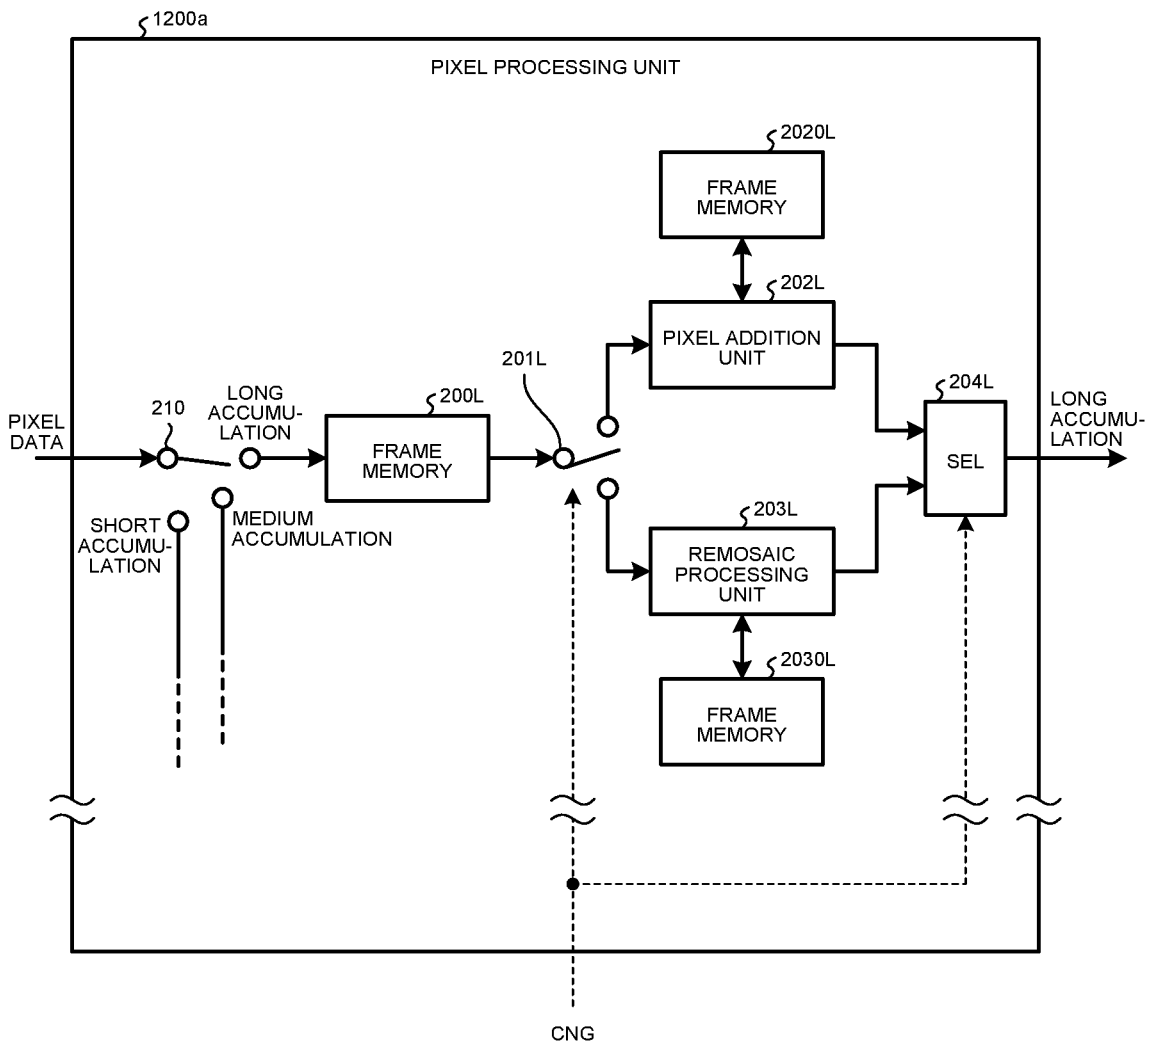 1200a
PIXEL PROCESSING UNIT
2020L
FRAME
MEMORY
202L
PIXEL ADDITION
UNIT
201L
204L
SEL
LONG
ACCUMU-
LATION
PIXEL
DATA
210
LONG
ACCUMU-
LATION
200L
FRAME
MEMORY
SHORT
ACCUMU-
LATION
MEDIUM
ACCUMULATION
203L
REMOSAIC
PROCESSING
UNIT
2030L
FRAME
MEMORY
CNG